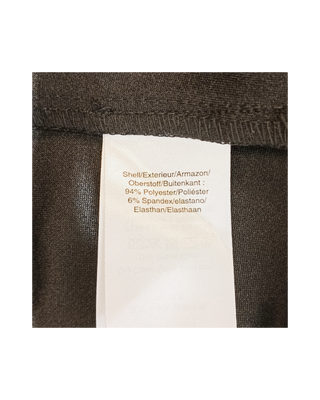 Shell/Exterieur/Armazon/
Oberstoff/Buitenkant :
94% Polyester/Poliéster
6% Spandex/elastano/
Elasthan/Elasthaan